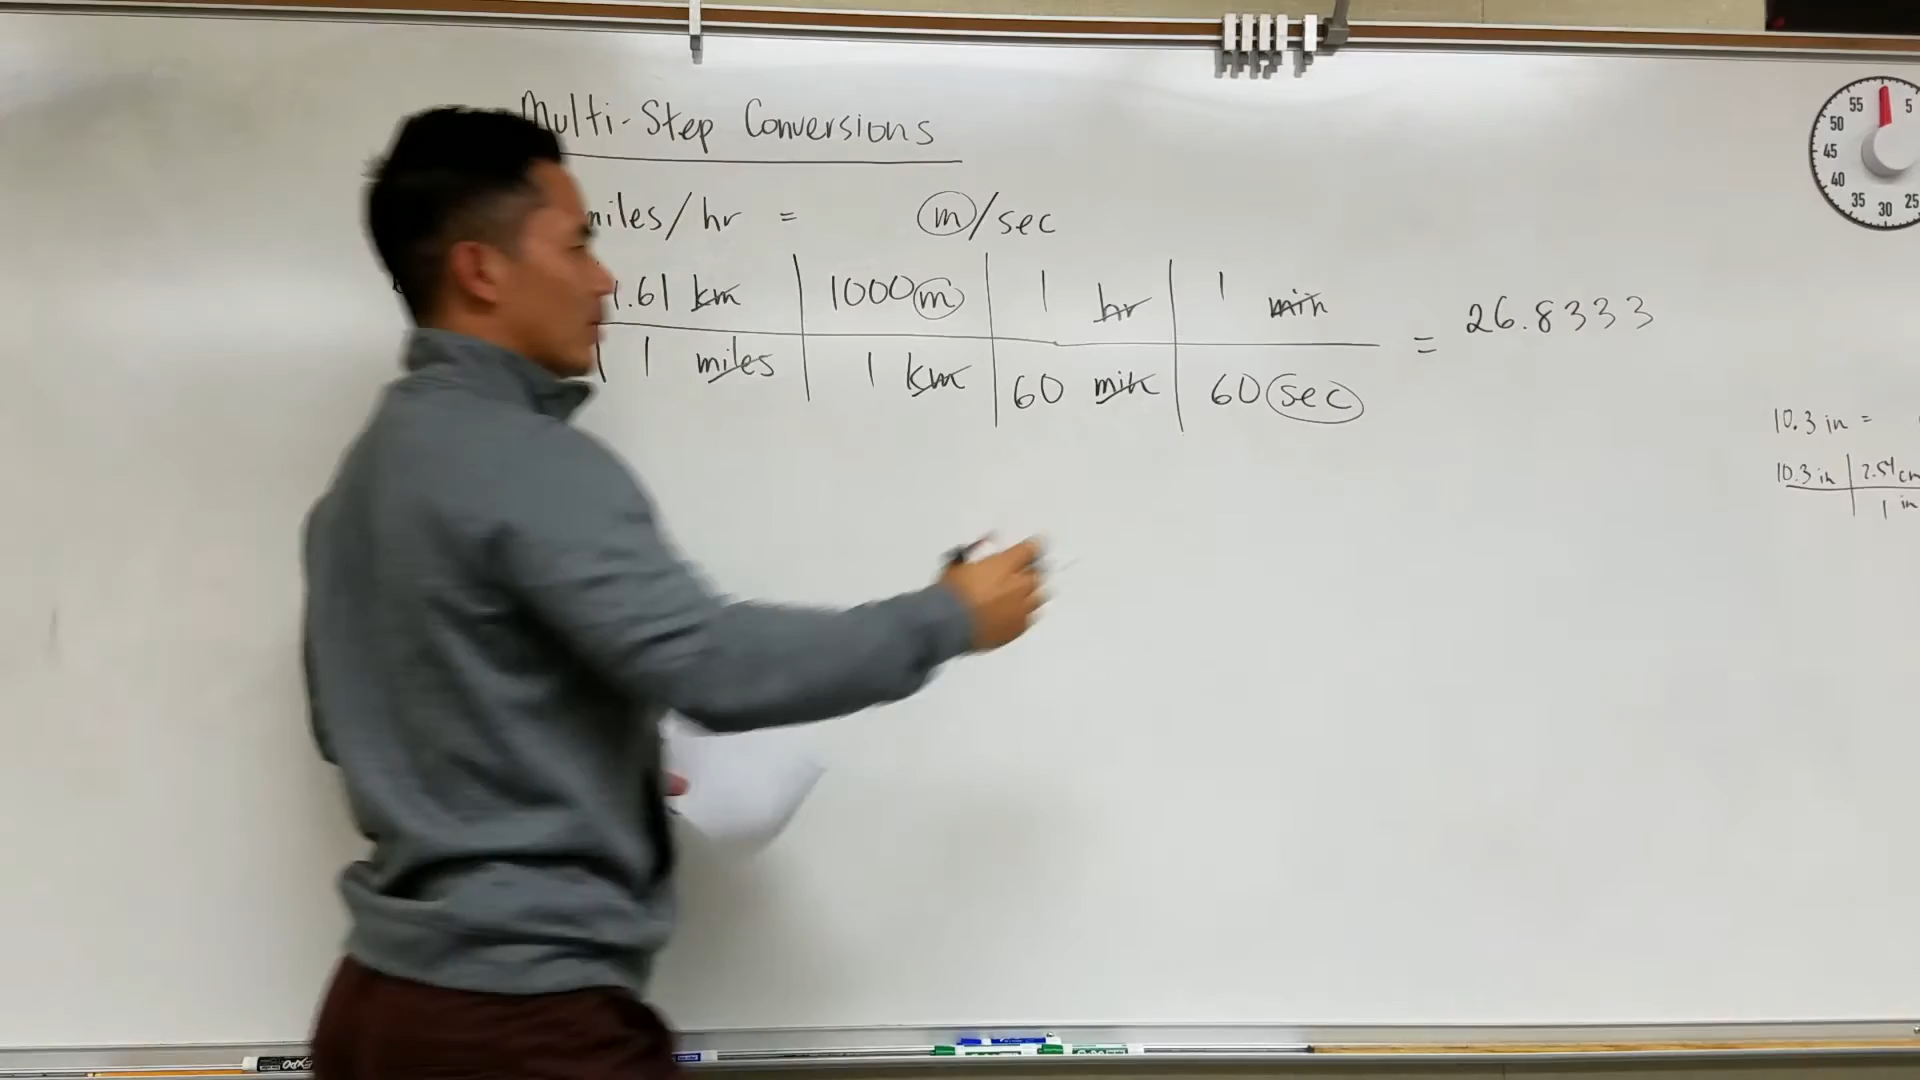 Multi-Step Conversions
miles/hr = m/sec
1.61 km | 1000 m | 1 hr | 1 min
1 miles | 1 km | 60 min | 60 sec
= 26.8333
10.3 in =
10.3 in | 2.54 cm
1 in
55 5
50
45
40
35 30 25
EXPO